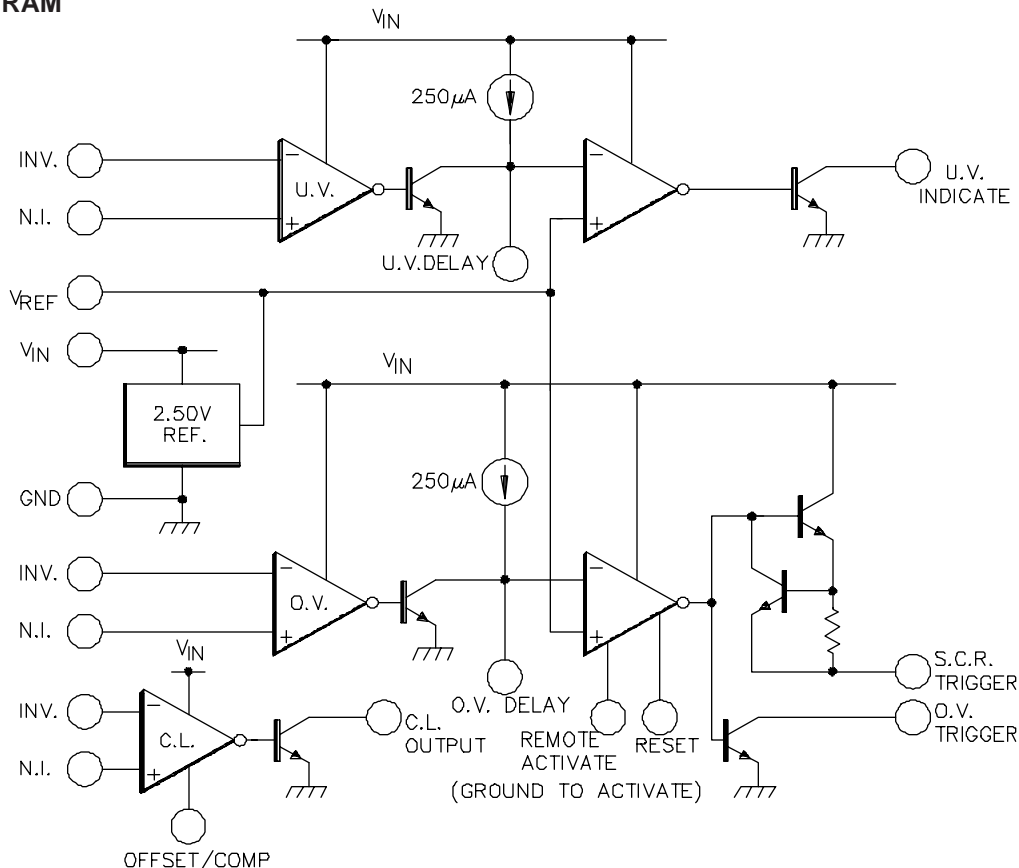 RAM
VIN
250µA
INV.
−
U.V.
−
U.V.
INDICATE
N.I.
+
+
U.V.DELAY
VREF
VIN
VIN
2.50V
REF.
250µA
GND
INV.
−
O.V.
−
N.I.
+
+
VIN
S.C.R.
TRIGGER
O.V. DELAY
INV.
−
C.L.
C.L.
OUTPUT
REMOTE
ACTIVATE
RESET
O.V.
TRIGGER
N.I.
+
(GROUND TO ACTIVATE)
OFFSET/COMP